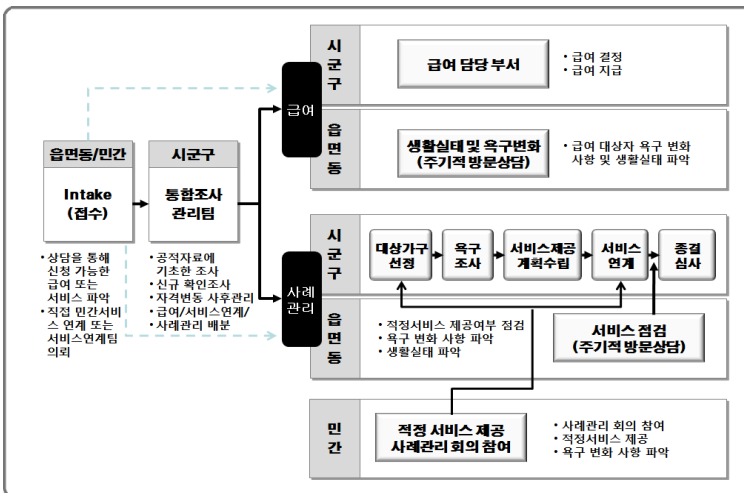 읍면동/민간
Intake
(접수)
• 상담을 통해
신청 가능한
급여 또는
서비스 파악
• 직접 민간서비
스 연계 또는
서비스연계팀
의뢰
시군구
통합조사
관리팀
• 공적자료에
기초한 조사
• 신규 확인조사
• 자격변동 사후관리
• 급여/서비스연계/
사례관리 배분
급여
시
군
구
급여 담당 부서
• 급여 결정
• 급여 지급
읍
면
동
생활실태 및 욕구변화
(주기적 방문상담)
• 급여 대상자 욕구 변화
사항 및 생활실태 파악
사례
관리
시
군
구
대상가구
선정
욕구
조사
서비스제공
계획수립
서비스
연계
종결
심사
읍
면
동
• 적정서비스 제공여부 점검
• 욕구 변화 사항 파악
• 생활실태 파악
서비스 점검
(주기적 방문상담)
민
간
적정 서비스 제공
사례관리 회의 참여
• 사례관리 회의 참여
• 적정서비스 제공
• 욕구 변화 사항 파악